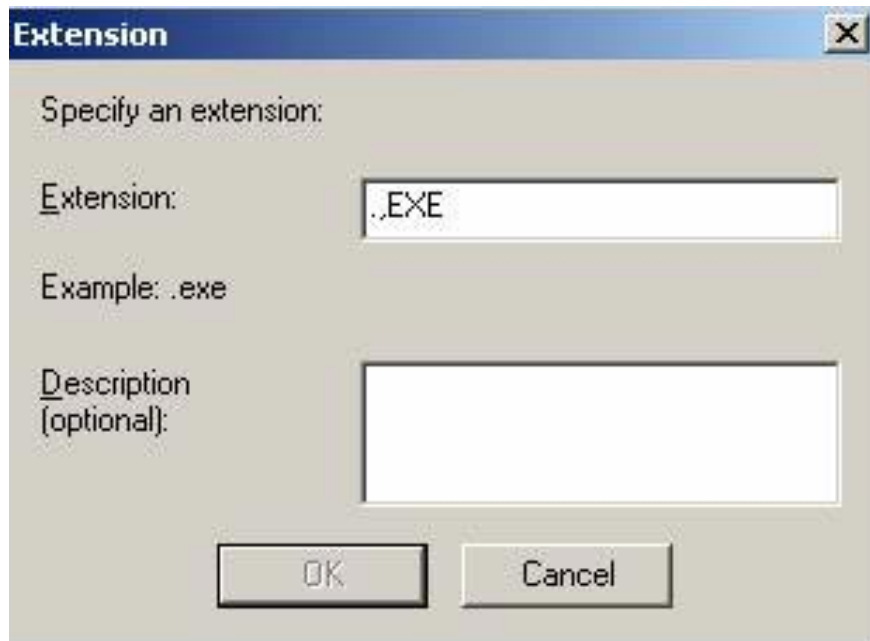 Extension
Specify an extension:
Extension:
.,EXE
Example: .exe
Description
(optional):
OK
Cancel